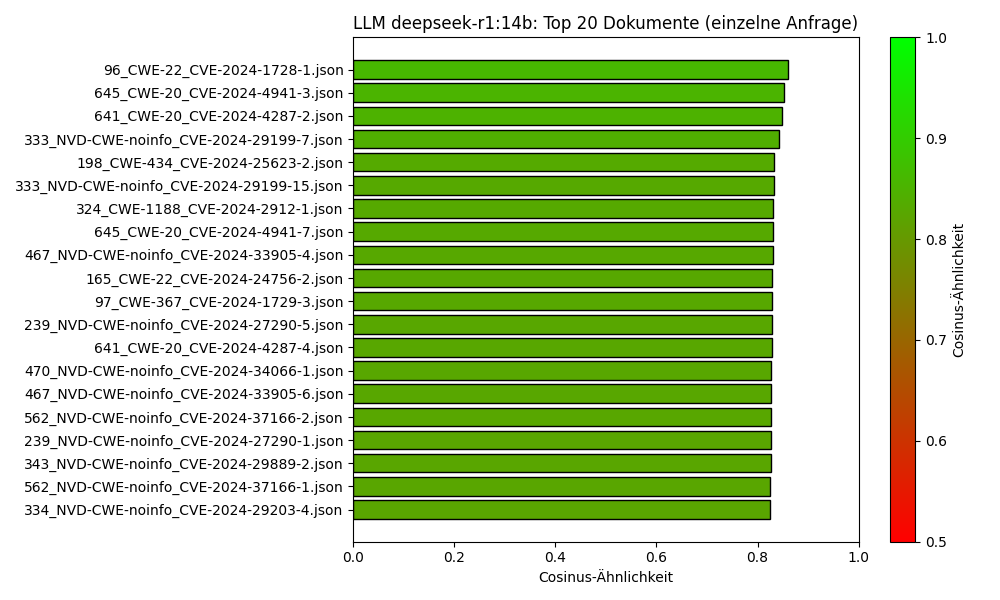 LLM deepseek-r1:14b: Top 20 Dokumente (einzelne Anfrage)
96_CWE-22_CVE-2024-1728-1.json
645_CWE-20_CVE-2024-4941-3.json
641_CWE-20_CVE-2024-4287-2.json
333_NVD-CWE-noinfo_CVE-2024-29199-7.json
198_CWE-434_CVE-2024-25623-2.json
333_NVD-CWE-noinfo_CVE-2024-29199-15.json
324_CWE-1188_CVE-2024-2912-1.json
645_CWE-20_CVE-2024-4941-7.json
467_NVD-CWE-noinfo_CVE-2024-33905-4.json
165_CWE-22_CVE-2024-24756-2.json
97_CWE-367_CVE-2024-1729-3.json
239_NVD-CWE-noinfo_CVE-2024-27290-5.json
641_CWE-20_CVE-2024-4287-4.json
470_NVD-CWE-noinfo_CVE-2024-34066-1.json
467_NVD-CWE-noinfo_CVE-2024-33905-6.json
562_NVD-CWE-noinfo_CVE-2024-37166-2.json
239_NVD-CWE-noinfo_CVE-2024-27290-1.json
343_NVD-CWE-noinfo_CVE-2024-29889-2.json
562_NVD-CWE-noinfo_CVE-2024-37166-1.json
334_NVD-CWE-noinfo_CVE-2024-29203-4.json
0.0 0.2 0.4 0.6 0.8 1.0
Cosinus-Ähnlichkeit
1.0
0.9
0.8
0.7
0.6
0.5
Cosinus-Ähnlichkeit